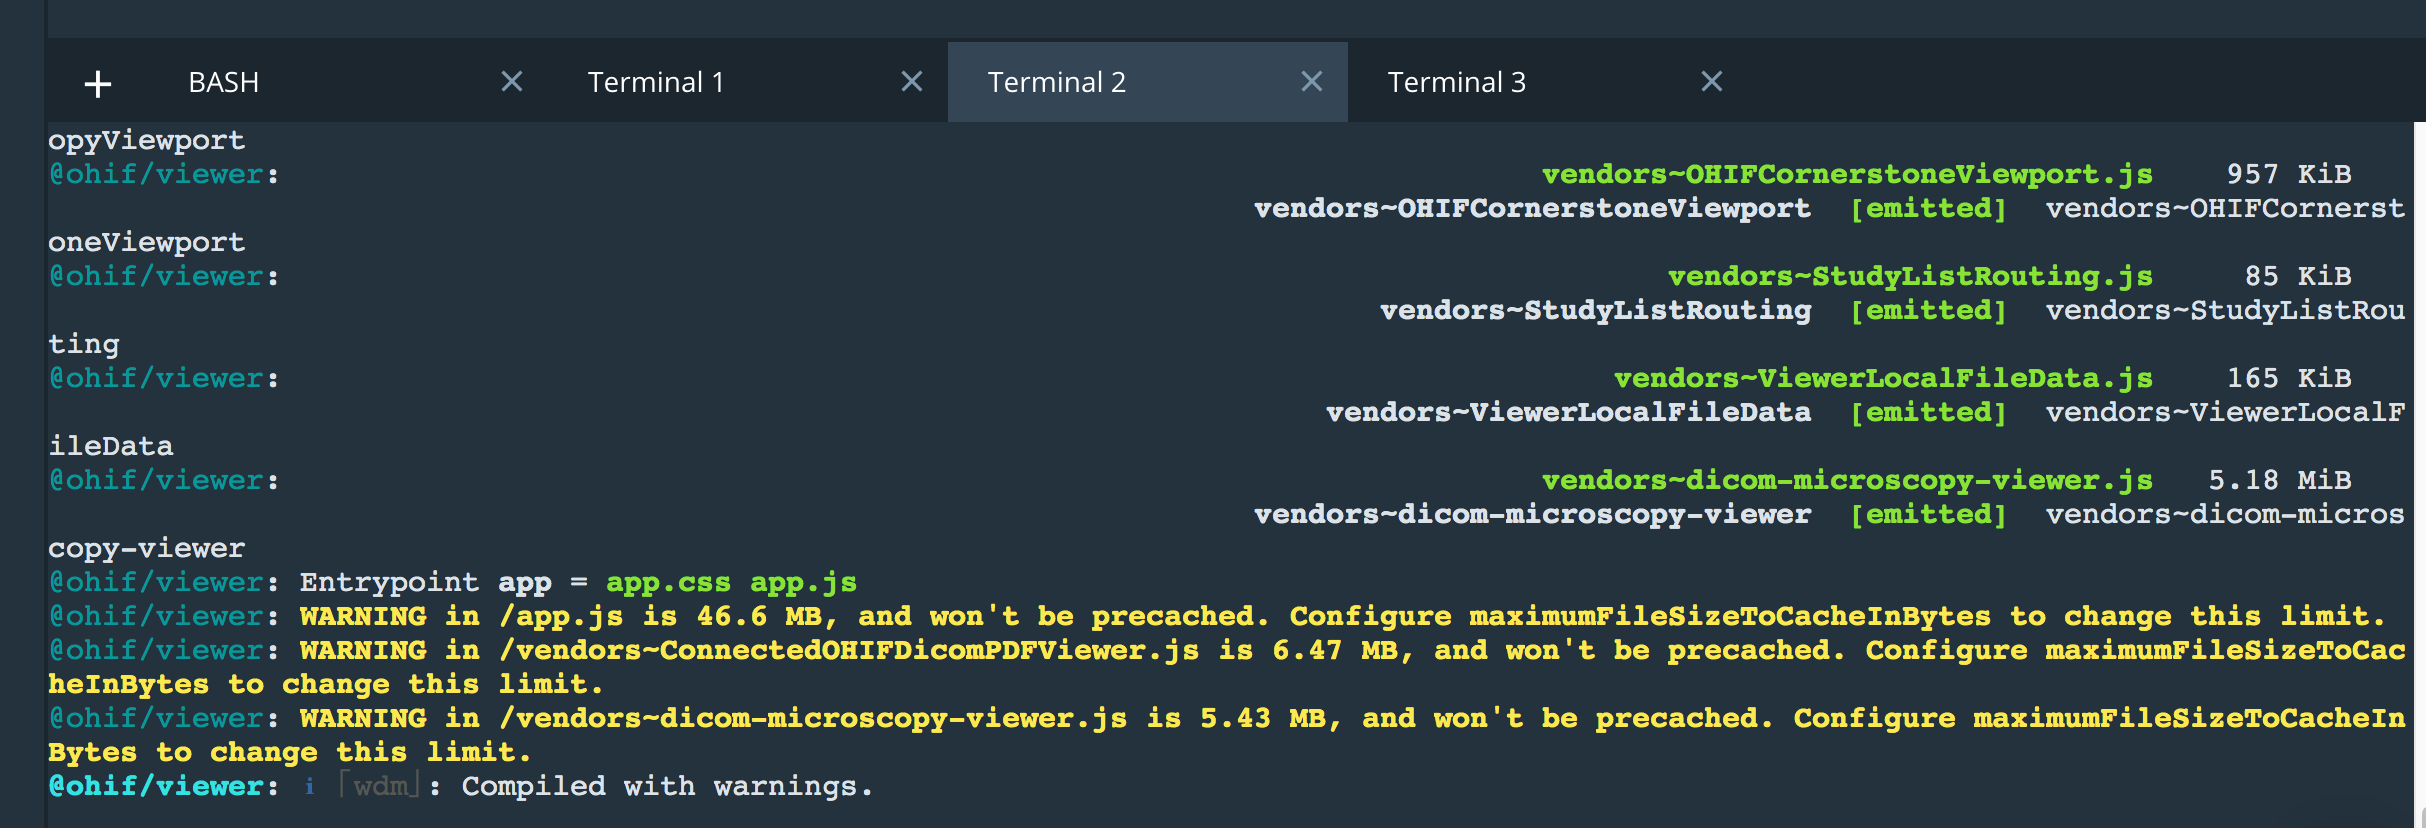 + BASH × Terminal 1 × Terminal 2 × Terminal 3 ×
opyViewport
@ohif/viewer: vendors~OHIFCornerstoneViewport.js 957 KiB
vendors~OHIFCornerstoneViewport [emitted] vendors~OHIFCornerst
oneViewport
@ohif/viewer: vendors~StudyListRouting.js 85 KiB
vendors~StudyListRouting [emitted] vendors~StudyListRou
ting
@ohif/viewer: vendors~ViewerLocalFileData.js 165 KiB
vendors~ViewerLocalFileData [emitted] vendors~ViewerLocalF
ileData
@ohif/viewer: vendors~dicom-microscopy-viewer.js 5.18 MiB
vendors~dicom-microscopy-viewer [emitted] vendors~dicom-micros
copy-viewer
@ohif/viewer: Entrypoint app = app.css app.js
@ohif/viewer: WARNING in /app.js is 46.6 MB, and won't be precached. Configure maximumFileSizeToCacheInBytes to change this limit.
@ohif/viewer: WARNING in /vendors~ConnectedOHIFDicomPDFViewer.js is 6.47 MB, and won't be precached. Configure maximumFileSizeToCac
heInBytes to change this limit.
@ohif/viewer: WARNING in /vendors~dicom-microscopy-viewer.js is 5.43 MB, and won't be precached. Configure maximumFileSizeToCacheIn
Bytes to change this limit.
@ohif/viewer: ℹ ｢wdm｣: Compiled with warnings.